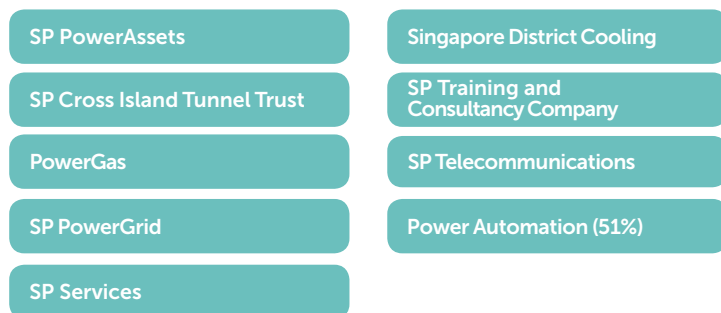 SP PowerAssets
SP Cross Island Tunnel Trust
PowerGas
SP PowerGrid
SP Services
Singapore District Cooling
SP Training and
Consultancy Company
SP Telecommunications
Power Automation (51%)